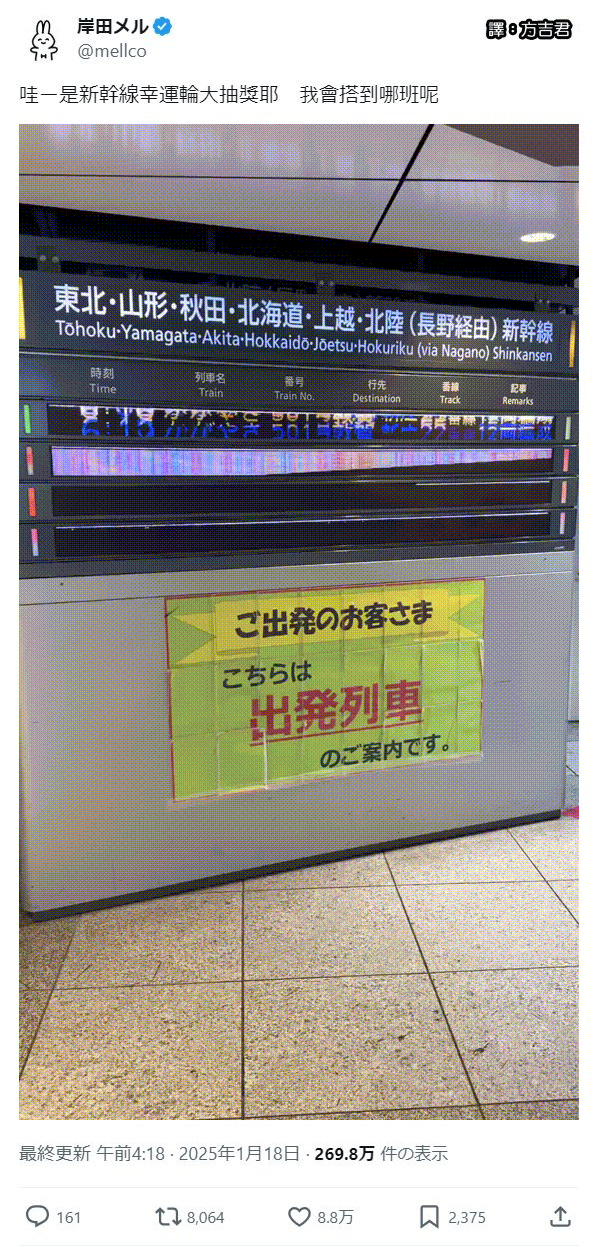 岸田メル
@mellco
譯●方吉君
哇－是新幹線幸運輪大抽獎耶　我會搭到哪班呢
東北・山形・秋田・北海道・上越・北陸（長野経由）新幹線
Tōhoku・Yamagata・Akita・Hokkaidō・Jōetsu・Hokuriku (via Nagano) Shinkansen
時刻 列車名 番号 行先 番線 記事
Time Train Train No. Destination Track Remarks
ご出発のお客さま
こちらは
出発列車
のご案内です。
最終更新 午前4:18 · 2025年1月18日 · 269.8万 件の表示
161 8,064 8.8万 2,375